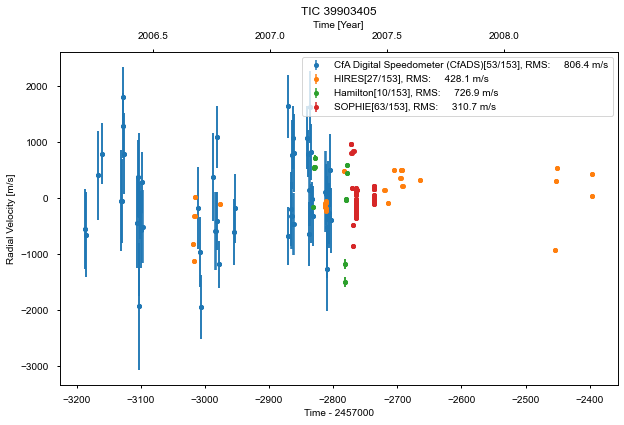 TIC 39903405
Time [Year]
2006.5 2007.0 2007.5 2008.0
CfA Digital Speedometer (CfADS)[53/153], RMS: 806.4 m/s
HIRES[27/153], RMS: 428.1 m/s
Hamilton[10/153], RMS: 726.9 m/s
SOPHIE[63/153], RMS: 310.7 m/s
2000
1000
0
−1000
−2000
−3000
Radial Velocity [m/s]
−3200 −3100 −3000 −2900 −2800 −2700 −2600 −2500 −2400
Time - 2457000